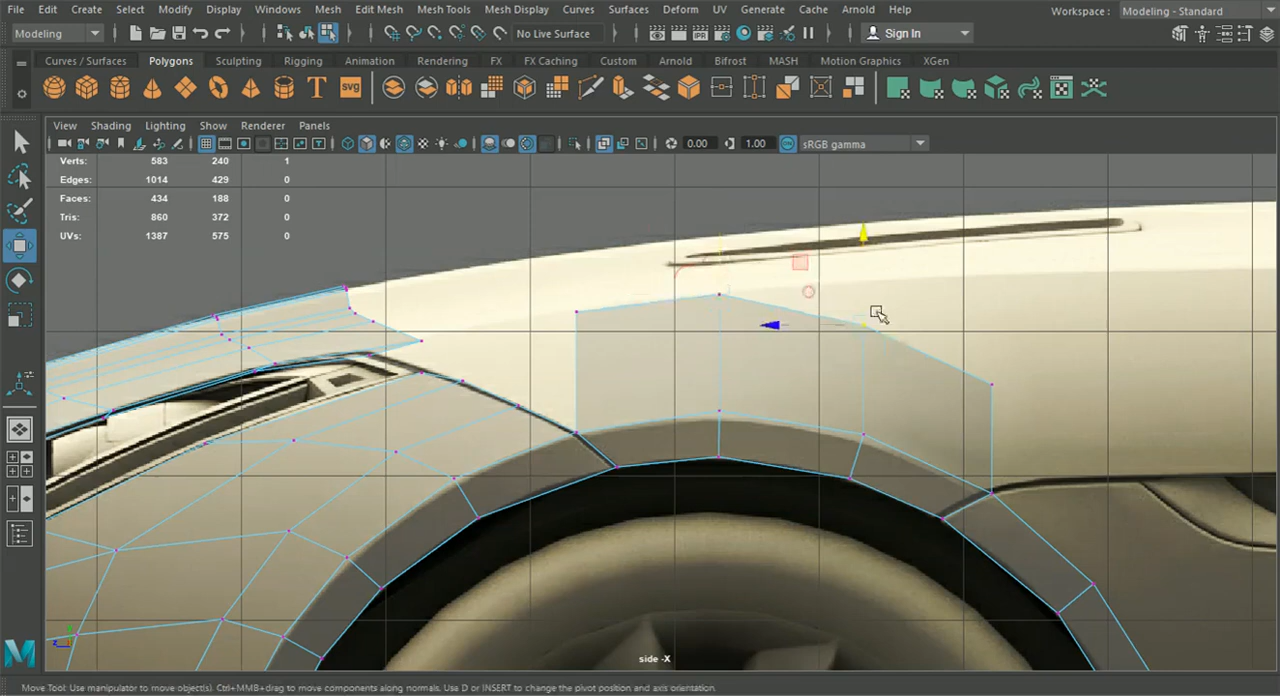 File Edit Create Select Modify Display Windows Mesh Edit Mesh Mesh Tools Mesh Display Curves Surfaces Deform UV Generate Cache Arnold Help Workspace : Modeling - Standard
Modeling No Live Surface Sign In
Curves / Surfaces Polygons Sculpting Rigging Animation Rendering FX FX Caching Custom Arnold Bifrost MASH Motion Graphics XGen
T svg
View Shading Lighting Show Renderer Panels
0.00 1.00 sRGB gamma
Verts: 583 240 1
Edges: 1014 429 0
Faces: 434 188 0
Tris: 860 372 0
UVs: 1387 575 0
side -X
Move Tool: Use manipulator to move object(s). Ctrl+MMB+drag to move components along normals. Use D or INSERT to change the pivot position and axis orientation.